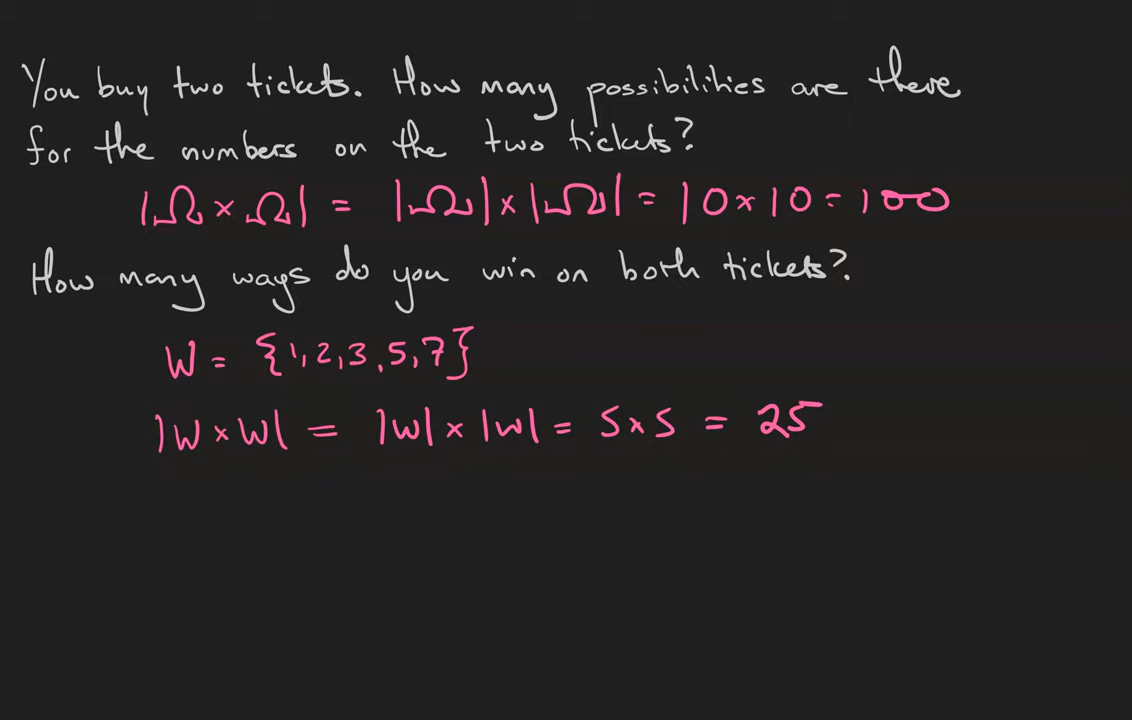 You buy two tickets. How many possibilities are there
for the numbers on the two tickets?
|Ω × Ω| = |Ω| × |Ω| = 10 × 10 = 100
How many ways do you win on both tickets?
W = {1, 2, 3, 5, 7}
|W × W| = |W| × |W| = 5 × 5 = 25